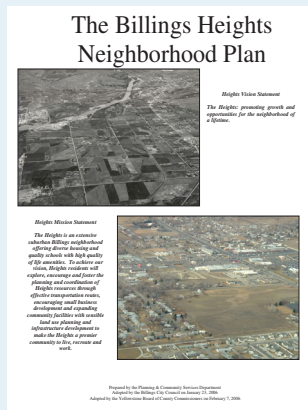 The Billings Heights
Neighborhood Plan
Heights Vision Statement
The Heights: promoting growth and
opportunities for the neighborhood of
a lifetime.
Heights Mission Statement
The Heights is an extensive
suburban Billings neighborhood
offering diverse housing and
quality schools with high quality
of life amenities. To achieve our
vision, Heights residents will
explore, encourage and foster the
planning and coordination of
Heights resources through
effective transportation routes,
encouraging small business
development and expanding
community facilities with sensible
land use planning and
infrastructure development to
make the Heights a premier
community to live, recreate and
work.
Prepared by the Planning & Community Services Department
Adopted by the Billings City Council on January 23, 2006
Adopted by the Yellowstone Board of County Commissioners on February 7, 2006